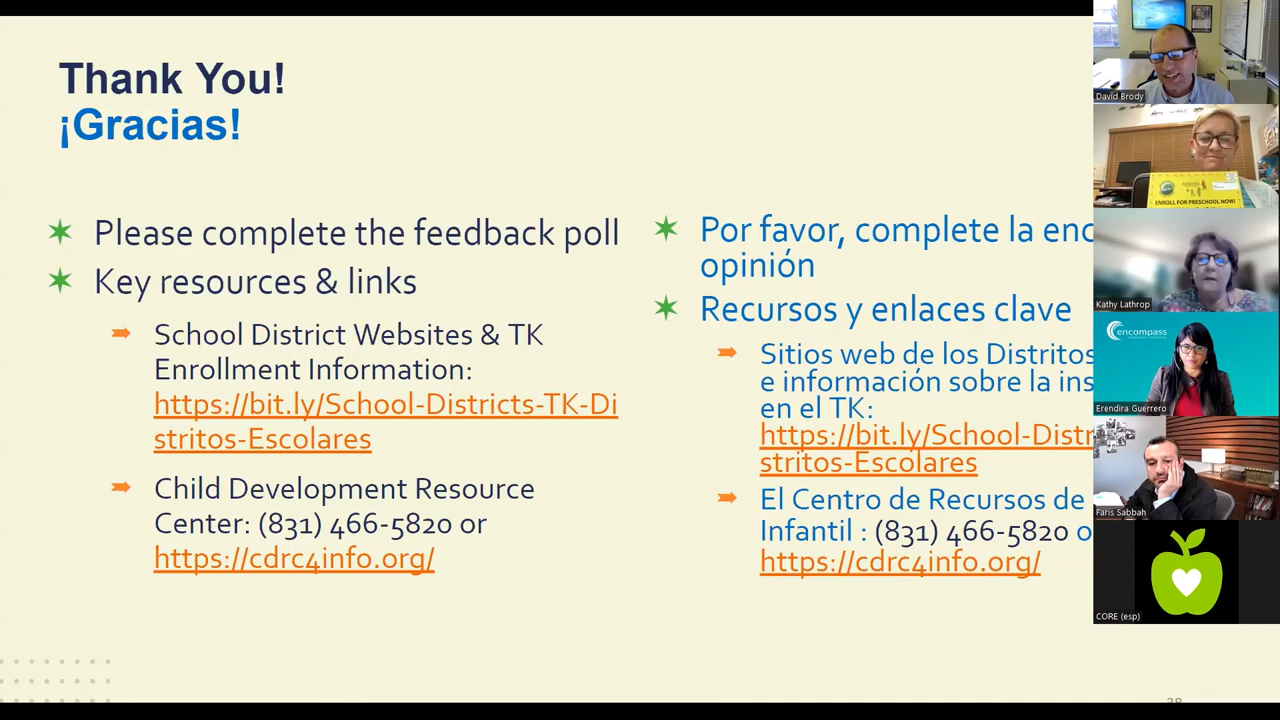 Thank You!
¡Gracias!
Please complete the feedback poll
Key resources & links
School District Websites & TK
Enrollment Information:
https://bit.ly/School-Districts-TK-Di
stritos-Escolares
Child Development Resource
Center: (831) 466-5820 or
https://cdrc4info.org/
Por favor, complete la enc
opinión
Recursos y enlaces clave
Sitios web de los Distritos
e información sobre la ins
en el TK:
https://bit.ly/School-Distr
stritos-Escolares
El Centro de Recursos de
Infantil : (831) 466-5820 o
https://cdrc4info.org/
David Brody
ENROLL FOR PRESCHOOL NOW!
Kathy Lathrop
encompass
COMMUNITY SERVICES
Erendira Guerrero
Faris Sabbah
CORE (esp)
38